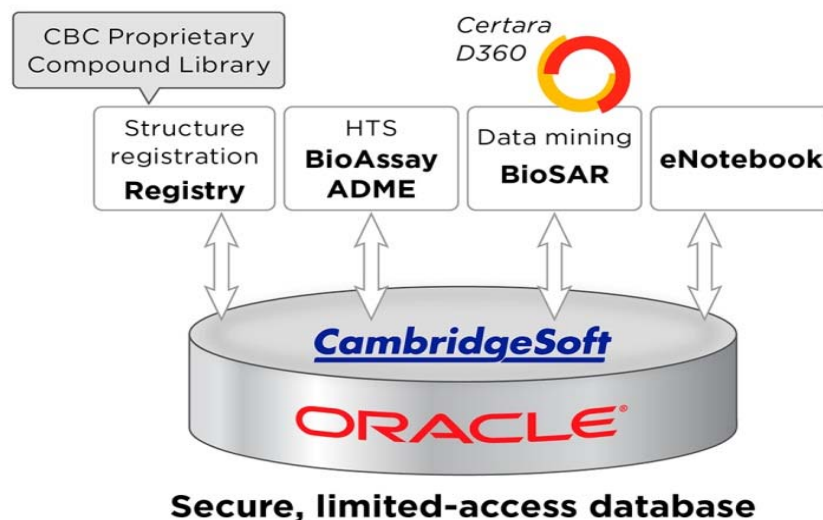 CBC Proprietary
Compound Library
Certara
D360
Structure
registration
Registry
HTS
BioAssay
ADME
Data mining
BioSAR
eNotebook
CambridgeSoft
ORACLE®
Secure, limited-access database